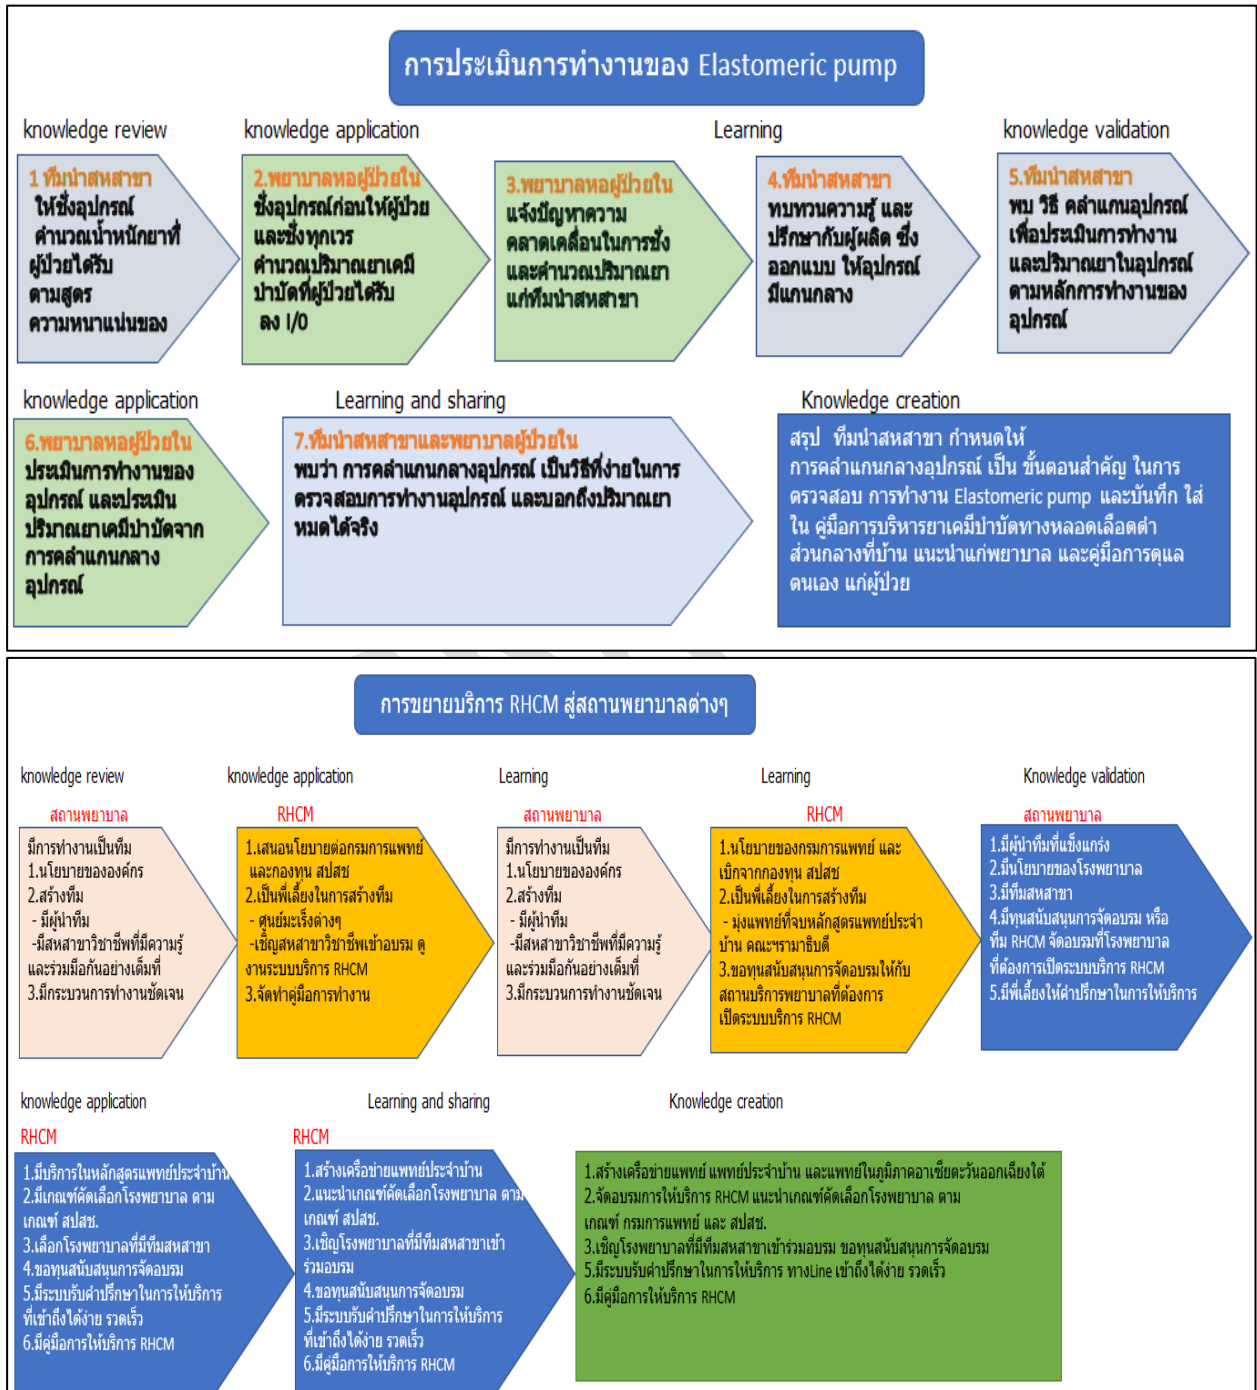 การประเมินการทำงานของ Elastomeric pump
knowledge review
knowledge application
Learning
knowledge validation
1 ทีมนำสหสาขา
ให้ชั่งอุปกรณ์
คำนวณน้ำหนักยาที่
ผู้ป่วยได้รับ
ตามสูตร
ความหนาแน่นของ
2.พยาบาลหอผู้ป่วยใน
ชั่งอุปกรณ์ก่อนให้ผู้ป่วย
และชั่งทุกเวร
คำนวณปริมาณยาเคมี
บำบัดที่ผู้ป่วยได้รับ
ลง I/O
3.พยาบาลหอผู้ป่วยใน
แจ้งปัญหาความ
คลาดเคลื่อนในการชั่ง
และคำนวณปริมาณยา
แก่ทีมนำสหสาขา
4.ทีมนำสหสาขา
ทบทวนความรู้ และ
ปรึกษากับผู้ผลิต ซึ่ง
ออกแบบ ให้อุปกรณ์
มีแกนกลาง
5.ทีมนำสหสาขา
พบ วิธี คลำแกนอุปกรณ์
เพื่อประเมินการทำงาน
และปริมาณยาในอุปกรณ์
ตามหลักการทำงานของ
อุปกรณ์
knowledge application
Learning and sharing
Knowledge creation
6.พยาบาลหอผู้ป่วยใน
ประเมินการทำงานของ
อุปกรณ์ และประเมิน
ปริมาณยาเคมีบำบัดจาก
การคลำแกนกลาง
อุปกรณ์
7.ทีมนำสหสาขาและพยาบาลผู้ป่วยใน
พบว่า การคลำแกนกลางอุปกรณ์ เป็นวิธีที่ง่ายในการ
ตรวจสอบการทำงานอุปกรณ์ และบอกถึงปริมาณยา
หมดได้จริง
สรุป ทีมนำสหสาขา กำหนดให้
การคลำแกนกลางอุปกรณ์ เป็น ขั้นตอนสำคัญ ในการ
ตรวจสอบ การทำงาน Elastomeric pump และบันทึก ใส่
ใน คู่มือการบริหารยาเคมีบำบัดทางหลอดเลือดดำ
ส่วนกลางที่บ้าน แนะนำแก่พยาบาล และคู่มือการดูแล
ตนเอง แก่ผู้ป่วย
การขยายบริการ RHCM สู่สถานพยาบาลต่างๆ
knowledge review
knowledge application
Learning
Learning
Knowledge validation
สถานพยาบาล
RHCM
สถานพยาบาล
RHCM
สถานพยาบาล
มีการทำงานเป็นทีม
1.นโยบายขององค์กร
2.สร้างทีม
- มีผู้นำทีม
-มีสหสาขาวิชาชีพที่มีความรู้
และร่วมมือกันอย่างเต็มที่
3.มีกระบวนการทำงานชัดเจน
1.เสนอนโยบายต่อกรมการแพทย์
และกองทุน สปสช
2.เป็นพี่เลี้ยงในการสร้างทีม
- ศูนย์มะเร็งต่างๆ
-เชิญสหสาขาวิชาชีพเข้าอบรม ดู
งานระบบบริการ RHCM
3.จัดทำคู่มือการทำงาน
มีการทำงานเป็นทีม
1.นโยบายขององค์กร
2.สร้างทีม
- มีผู้นำทีม
-มีสหสาขาวิชาชีพที่มีความรู้
และร่วมมือกันอย่างเต็มที่
3.มีกระบวนการทำงานชัดเจน
1.นโยบายของกรมการแพทย์ และ
เบิกจากกองทุน สปสช
2.เป็นพี่เลี้ยงในการสร้างทีม
- มุ่งแพทย์ที่จบหลักสูตรแพทย์ประจำ
บ้าน คณะฯรามาธิบดี
3.ขอทุนสนับสนุนการจัดอบรมให้กับ
สถานบริการพยาบาลที่ต้องการ
เปิดระบบบริการ RHCM
1.มีผู้นำทีมที่แข็งแกร่ง
2.มีนโยบายของโรงพยาบาล
3.มีทีมสหสาขา
4.มีทุนสนับสนุนการจัดอบรม หรือ
ทีม RHCM จัดอบรมที่โรงพยาบาล
ที่ต้องการเปิดระบบบริการ RHCM
5.มีพี่เลี้ยงให้คำปรึกษาในการให้บริการ
knowledge application
Learning and sharing
Knowledge creation
RHCM
RHCM
1.มีบริการในหลักสูตรแพทย์ประจำบ้าน
2.มีเกณฑ์คัดเลือกโรงพยาบาล ตาม
เกณฑ์ สปสช.
3.เลือกโรงพยาบาลที่มีทีมสหสาขา
4.ขอทุนสนับสนุนการจัดอบรม
5.มีระบบรับคำปรึกษาในการให้บริการ
ที่เข้าถึงได้ง่าย รวดเร็ว
6.มีคู่มือการให้บริการ RHCM
1.สร้างเครือข่ายแพทย์ประจำบ้าน
2.แนะนำเกณฑ์คัดเลือกโรงพยาบาล ตาม
เกณฑ์ สปสช.
3.เชิญโรงพยาบาลที่มีทีมสหสาขาเข้า
ร่วมอบรม
4.ขอทุนสนับสนุนการจัดอบรม
5.มีระบบรับคำปรึกษาในการให้บริการ
ที่เข้าถึงได้ง่าย รวดเร็ว
6.มีคู่มือการให้บริการ RHCM
1.สร้างเครือข่ายแพทย์ แพทย์ประจำบ้าน และแพทย์ในภูมิภาคอาเซียตะวันออกเฉียงใต้
2.จัดอบรมการให้บริการ RHCM แนะนำเกณฑ์คัดเลือกโรงพยาบาล ตาม
เกณฑ์ กรมการแพทย์ และ สปสช.
3.เชิญโรงพยาบาลที่มีทีมสหสาขาเข้าร่วมอบรม ขอทุนสนับสนุนการจัดอบรม
5.มีระบบรับคำปรึกษาในการให้บริการ ทางLine เข้าถึงได้ง่าย รวดเร็ว
6.มีคู่มือการให้บริการ RHCM